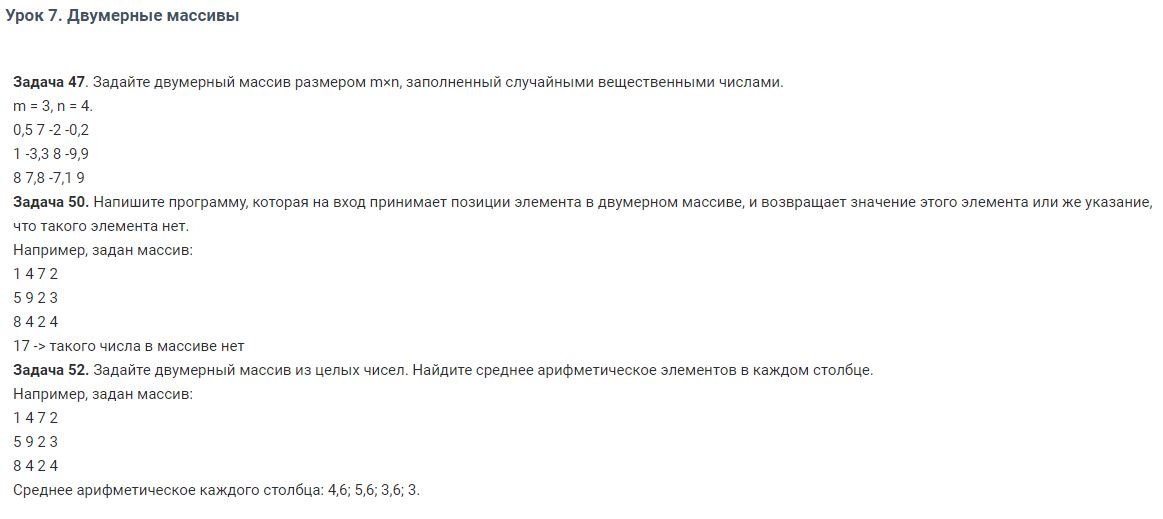 Урок 7. Двумерные массивы
Задача 47. Задайте двумерный массив размером m×n, заполненный случайными вещественными числами.
m = 3, n = 4.
0,5 7 -2 -0,2
1 -3,3 8 -9,9
8 7,8 -7,1 9
Задача 50. Напишите программу, которая на вход принимает позиции элемента в двумерном массиве, и возвращает значение этого элемента или же указание,
что такого элемента нет.
Например, задан массив:
1 4 7 2
5 9 2 3
8 4 2 4
17 -> такого числа в массиве нет
Задача 52. Задайте двумерный массив из целых чисел. Найдите среднее арифметическое элементов в каждом столбце.
Например, задан массив:
1 4 7 2
5 9 2 3
8 4 2 4
Среднее арифметическое каждого столбца: 4,6; 5,6; 3,6; 3.